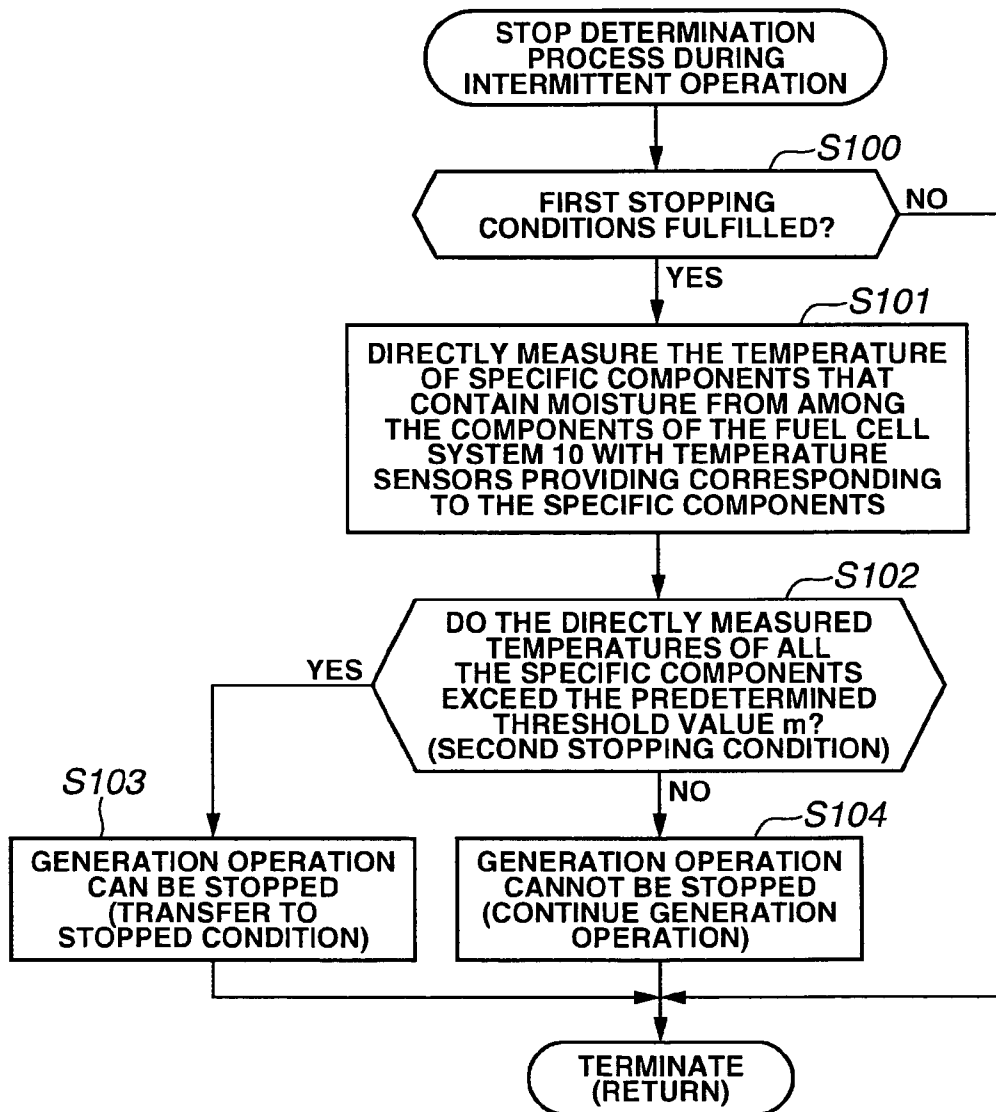 STOP DETERMINATION
PROCESS DURING
INTERMITTENT OPERATION
S100
FIRST STOPPING
CONDITIONS FULFILLED?
NO
YES
S101
DIRECTLY MEASURE THE TEMPERATURE
OF SPECIFIC COMPONENTS THAT
CONTAIN MOISTURE FROM AMONG
THE COMPONENTS OF THE FUEL CELL
SYSTEM 10 WITH TEMPERATURE
SENSORS PROVIDING CORRESPONDING
TO THE SPECIFIC COMPONENTS
S102
DO THE DIRECTLY MEASURED
TEMPERATURES OF ALL
THE SPECIFIC COMPONENTS
EXCEED THE PREDETERMINED
THRESHOLD VALUE m?
(SECOND STOPPING CONDITION)
YES
NO
S103
GENERATION OPERATION
CAN BE STOPPED
(TRANSFER TO
STOPPED CONDITION)
S104
GENERATION OPERATION
CANNOT BE STOPPED
(CONTINUE GENERATION
OPERATION)
TERMINATE
(RETURN)